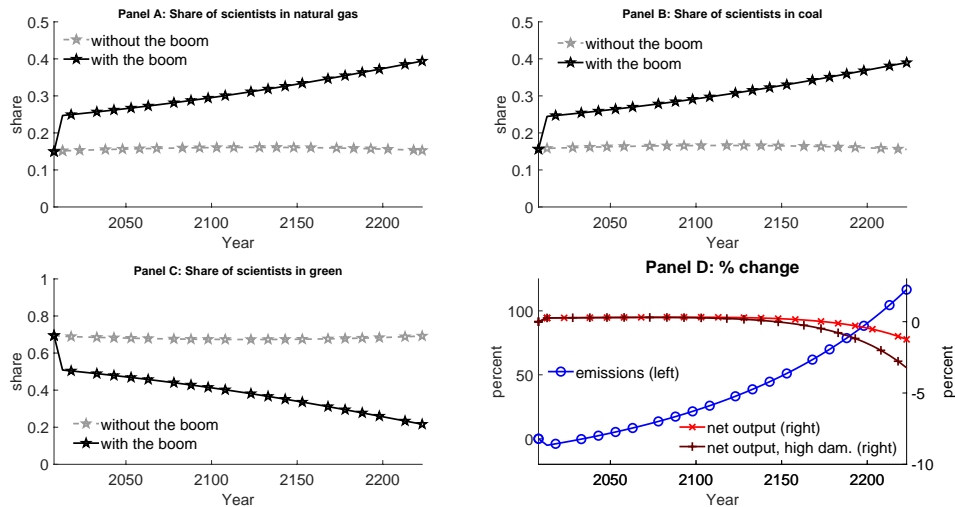 Panel A: Share of scientists in natural gas
0.5
0.4
0.3
0.2
0.1
0
share
without the boom
with the boom
2050 2100 2150 2200
Year
Panel B: Share of scientists in coal
0.5
0.4
0.3
0.2
0.1
0
share
without the boom
with the boom
2050 2100 2150 2200
Year
Panel C: Share of scientists in green
1
0.8
0.6
0.4
0.2
0
share
without the boom
with the boom
2050 2100 2150 2200
Year
Panel D: % change
100
50
0
percent
0
-5
-10
percent
emissions (left)
net output (right)
net output, high dam. (right)
2050 2100 2150 2200
Year